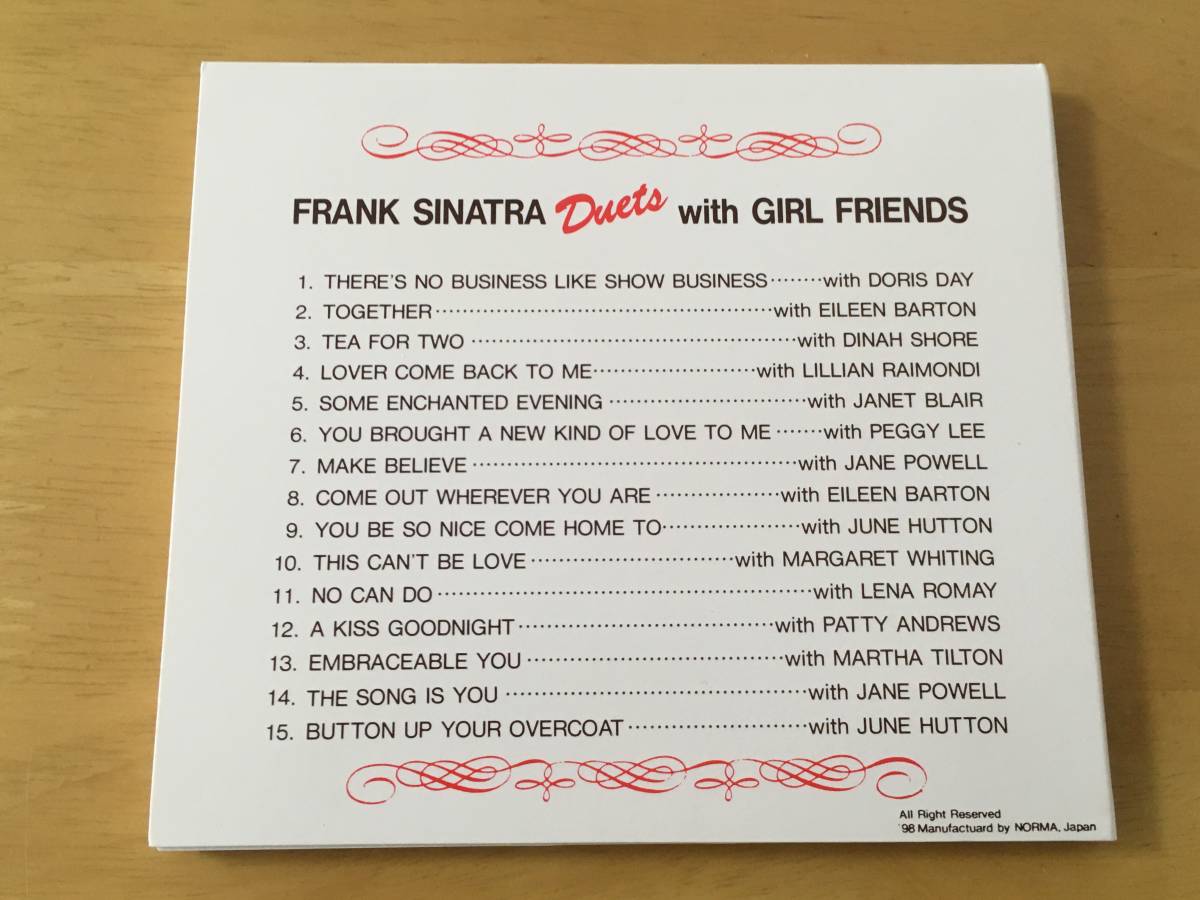 FRANK SINATRA Duets with GIRL FRIENDS
1. THERE'S NO BUSINESS LIKE SHOW BUSINESS········with DORIS DAY
2. TOGETHER··················································with EILEEN BARTON
3. TEA FOR TWO ················································with DINAH SHORE
4. LOVER COME BACK TO ME························with LILLIAN RAIMONDI
5. SOME ENCHANTED EVENING ·····························with JANET BLAIR
6. YOU BROUGHT A NEW KIND OF LOVE TO ME ·······with PEGGY LEE
7. MAKE BELIEVE ················································with JANE POWELL
8. COME OUT WHEREVER YOU ARE ···················with EILEEN BARTON
9. YOU BE SO NICE COME HOME TO····················with JUNE HUTTON
10. THIS CAN'T BE LOVE ······························with MARGARET WHITING
11. NO CAN DO ·······················································with LENA ROMAY
12. A KISS GOODNIGHT······································with PATTY ANDREWS
13. EMBRACEABLE YOU ······································with MARTHA TILTON
14. THE SONG IS YOU ·············································with JANE POWELL
15. BUTTON UP YOUR OVERCOAT ··························with JUNE HUTTON
All Right Reserved
'98 Manufactuard by NORMA, Japan